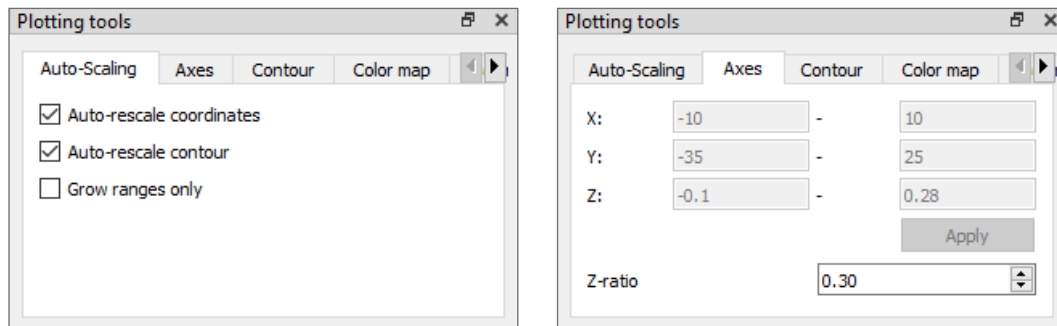 Plotting tools
Auto-Scaling Axes Contour Color map
Auto-rescale coordinates
Auto-rescale contour
Grow ranges only
Plotting tools
Auto-Scaling Axes Contour Color map
X: -10 - 10
Y: -35 - 25
Z: -0.1 - 0.28
Apply
Z-ratio 0.30